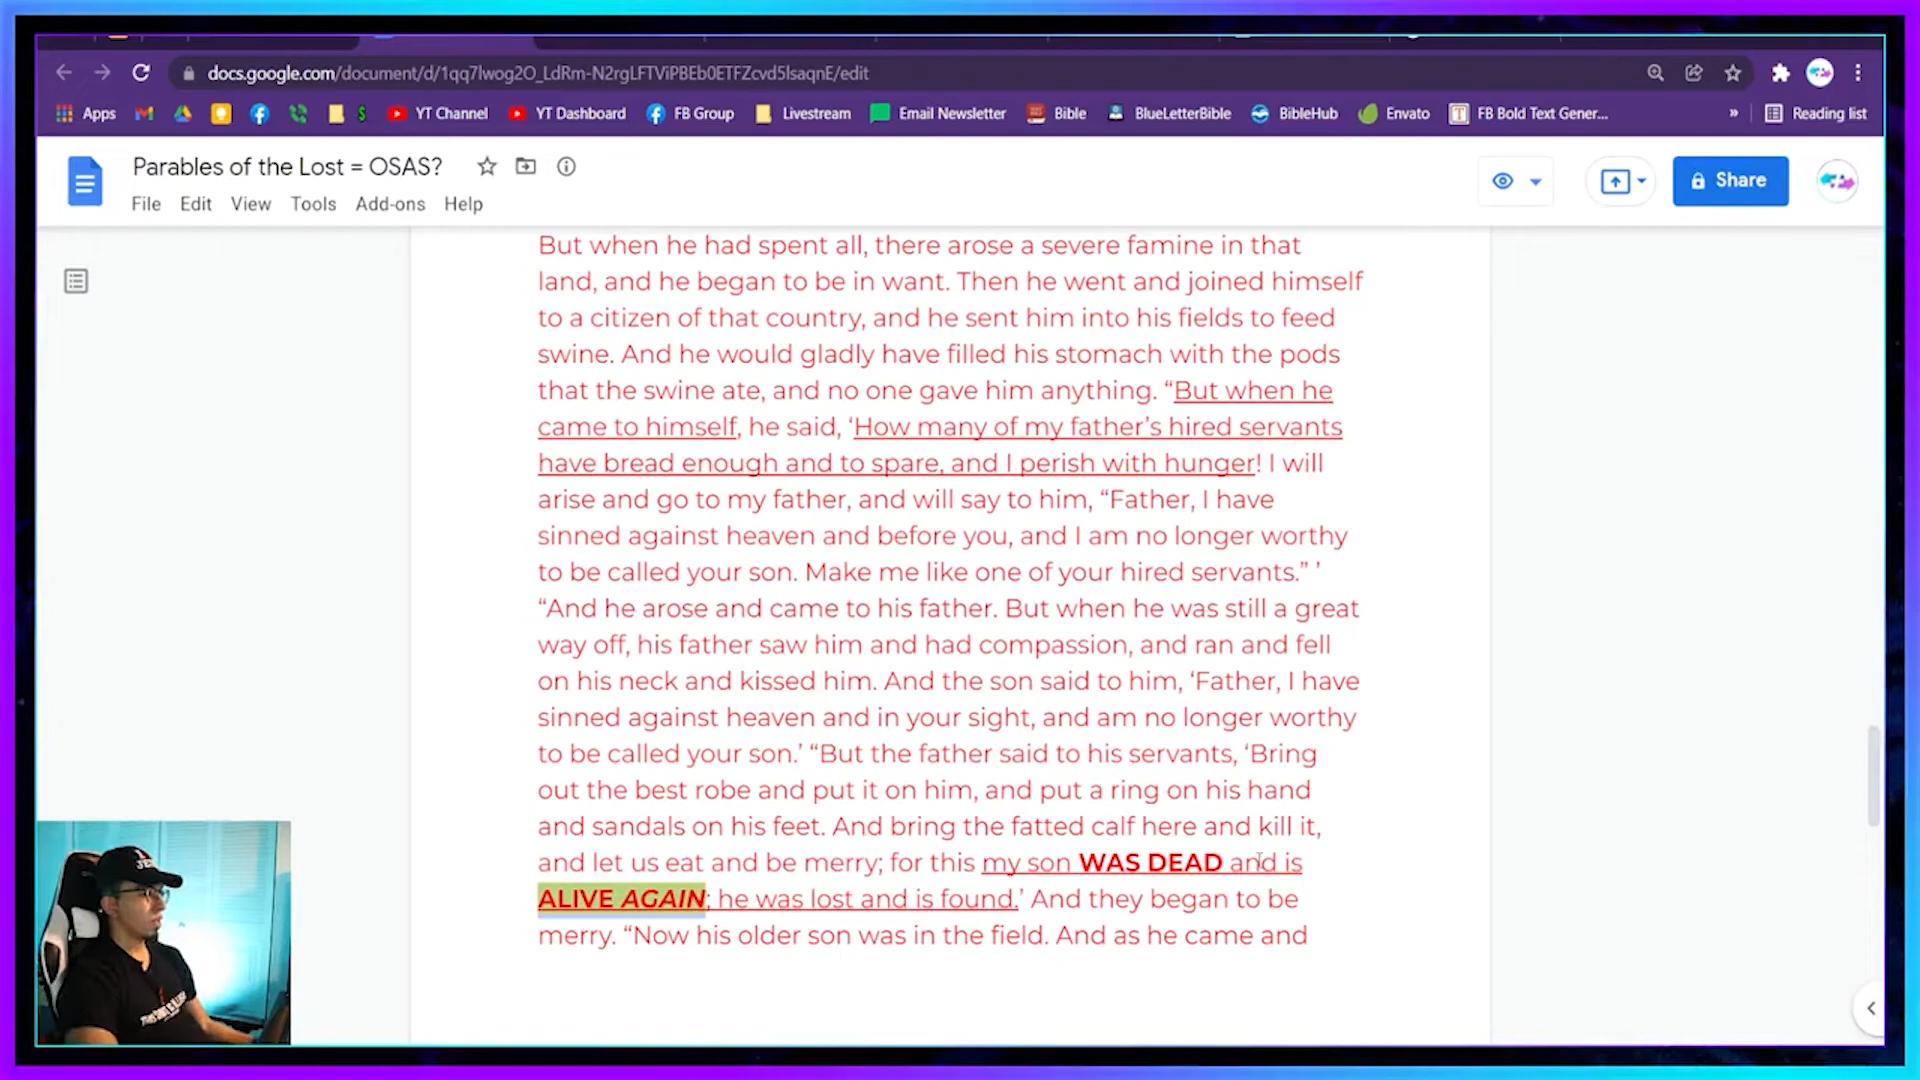 docs.google.com/document/d/1qq7lwog2O_LdRm-N2rgLFTViPBEb0ETFZcvd5lsaqnE/edit
Apps
$
YT Channel
YT Dashboard
FB Group
Livestream
Email Newsletter
Bible
BlueLetterBible
BibleHub
Envato
FB Bold Text Gener...
»
Reading list
Parables of the Lost = OSAS?
File Edit View Tools Add-ons Help
Share
But when he had spent all, there arose a severe famine in that
land, and he began to be in want. Then he went and joined himself
to a citizen of that country, and he sent him into his fields to feed
swine. And he would gladly have filled his stomach with the pods
that the swine ate, and no one gave him anything. “But when he
came to himself, he said, ‘How many of my father’s hired servants
have bread enough and to spare, and I perish with hunger! I will
arise and go to my father, and will say to him, “Father, I have
sinned against heaven and before you, and I am no longer worthy
to be called your son. Make me like one of your hired servants.” ’
“And he arose and came to his father. But when he was still a great
way off, his father saw him and had compassion, and ran and fell
on his neck and kissed him. And the son said to him, ‘Father, I have
sinned against heaven and in your sight, and am no longer worthy
to be called your son.’ “But the father said to his servants, ‘Bring
out the best robe and put it on him, and put a ring on his hand
and sandals on his feet. And bring the fatted calf here and kill it,
and let us eat and be merry; for this my son WAS DEAD and is
ALIVE AGAIN; he was lost and is found.’ And they began to be
merry. “Now his older son was in the field. And as he came and